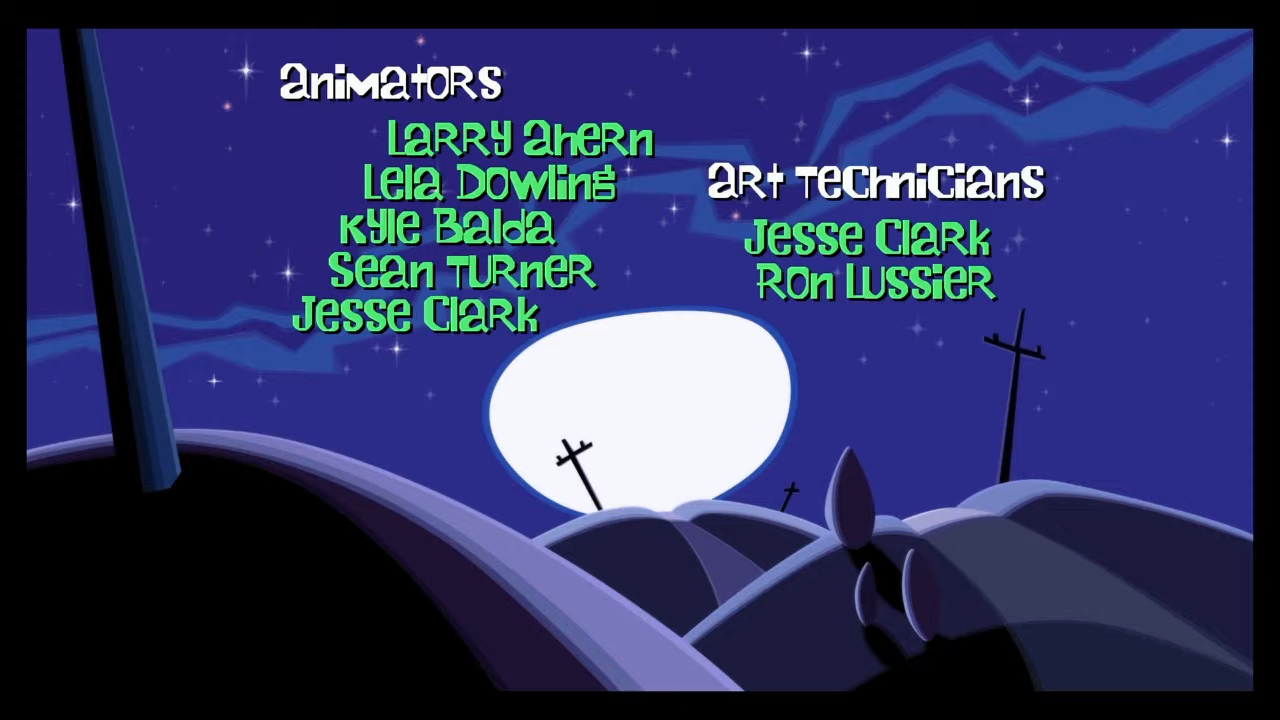 animators
Larry Ahern
Lela Dowling
Kyle Balda
Sean Turner
Jesse Clark
art technicians
Jesse Clark
Ron Lussier